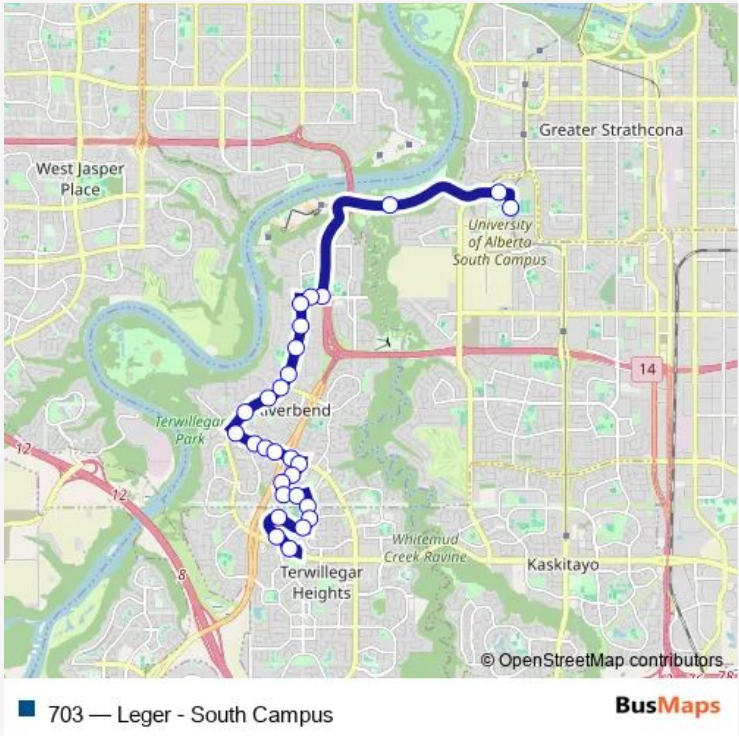 Greater Strathcona
West Jasper
Place
University
of Alberta
South Campus
14
Terwillegar
Park
iverbend
12
12
8
Whitemud
Creek Ravine
Kaskitayo
Terwillegar
Heights
© OpenStreetMap contributors
703 — Leger - South Campus
BusMaps